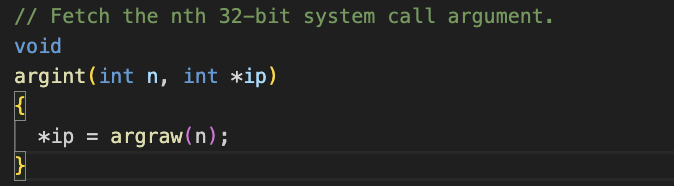 // Fetch the nth 32-bit system call argument.
void
argint(int n, int *ip)
{
  *ip = argraw(n);
}